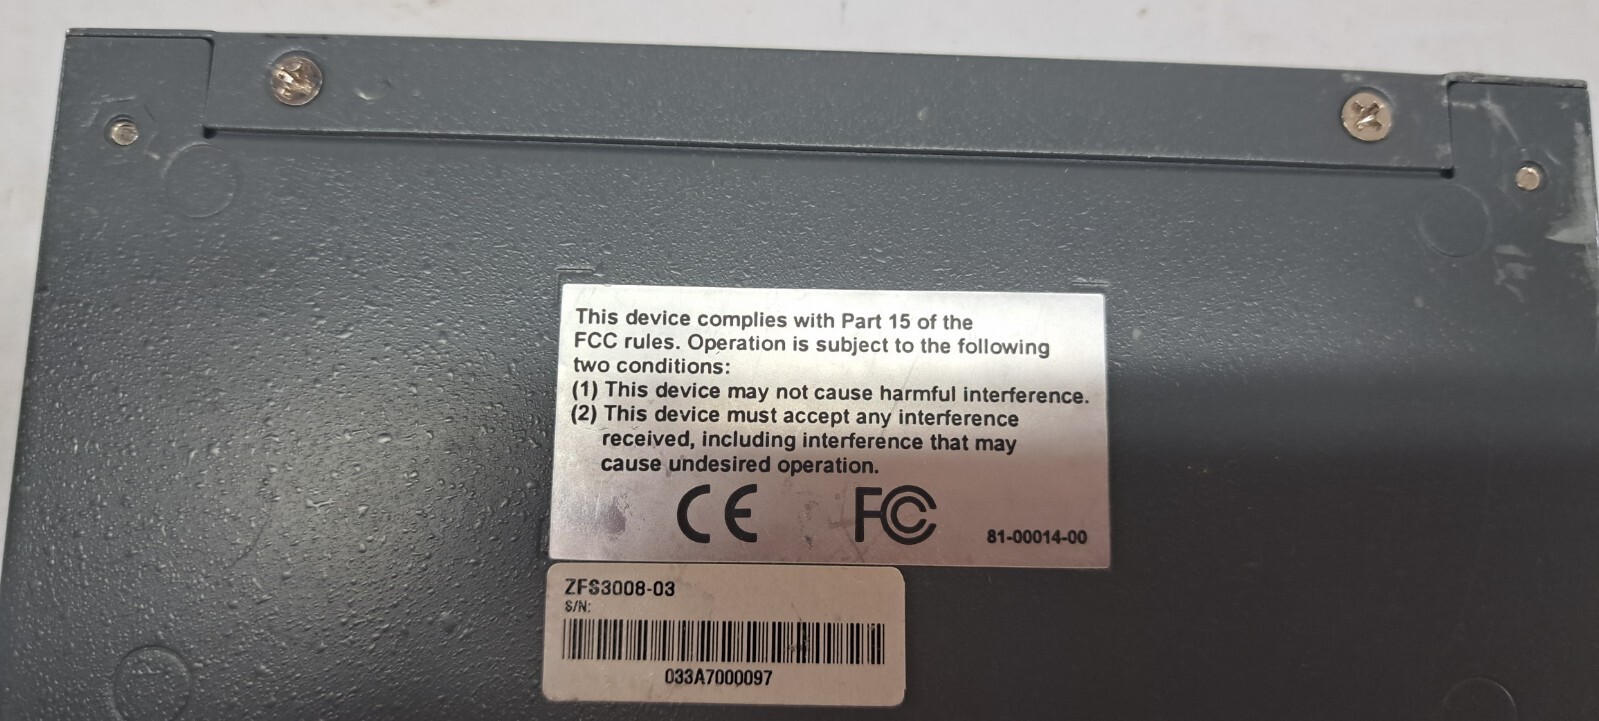 This device complies with Part 15 of the
FCC rules. Operation is subject to the following
two conditions:
(1) This device may not cause harmful interference.
(2) This device must accept any interference
received, including interference that may
cause undesired operation.
CE FC 81-00014-00
ZFS3008-03
S/N:
033A7000097